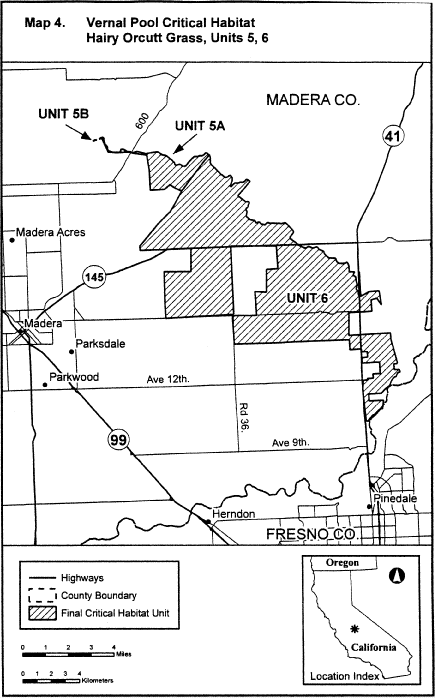 Map 4. Vernal Pool Critical Habitat
Hairy Orcutt Grass, Units 5, 6
MADERA CO.
600
UNIT 5B
UNIT 5A
41
Madera Acres
145
UNIT 6
Madera
Parksdale
Parkwood
Ave 12th.
Rd 36.
99
Ave 9th.
Pinedale
Herndon
FRESNO CO.
Highways
County Boundary
Final Critical Habitat Unit
0 1 2 3 4
Miles
0 1 2 3 4
Kilometers
Oregon
N
California
Location Index